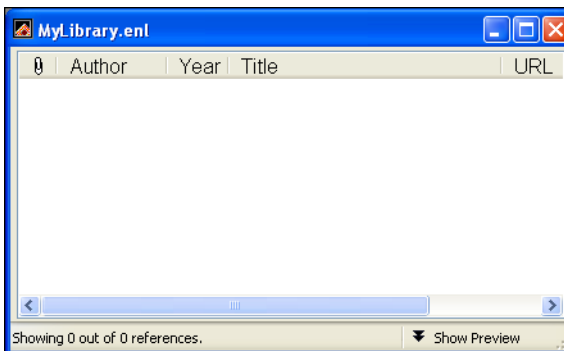 MyLibrary.enl
Author Year Title URL
Showing 0 out of 0 references. Show Preview